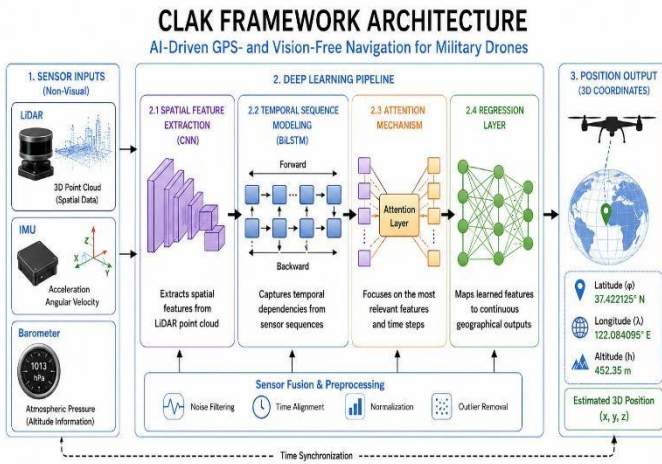 CLAK FRAMEWORK ARCHITECTURE
AI-Driven GPS- and Vision-Free Navigation for Military Drones
1. SENSOR INPUTS
(Non-Visual)
LiDAR
3D Point Cloud
(Spatial Data)
IMU
Z
X
Y
Acceleration
Angular Velocity
Barometer
1013
hPa
Atmospheric Pressure
(Altitude Information)
2. DEEP LEARNING PIPELINE
2.1 SPATIAL FEATURE
EXTRACTION
(CNN)
Extracts spatial
features from
LiDAR point cloud
2.2 TEMPORAL SEQUENCE
MODELING
(BiLSTM)
Forward
Backward
Captures temporal
dependencies from
sensor sequences
2.3 ATTENTION
MECHANISM
Attention
Layer
Focuses on the most
relevant features
and time steps
2.4 REGRESSION
LAYER
Maps learned features
to continuous
geographical outputs
Sensor Fusion & Preprocessing
Noise Filtering
Time Alignment
Normalization
Outlier Removal
3. POSITION OUTPUT
(3D COORDINATES)
Latitude (φ)
37.422125° N
Longitude (λ)
122.084095° E
Altitude (h)
452.35 m
Estimated 3D Position
(x, y, z)
Time Synchronization